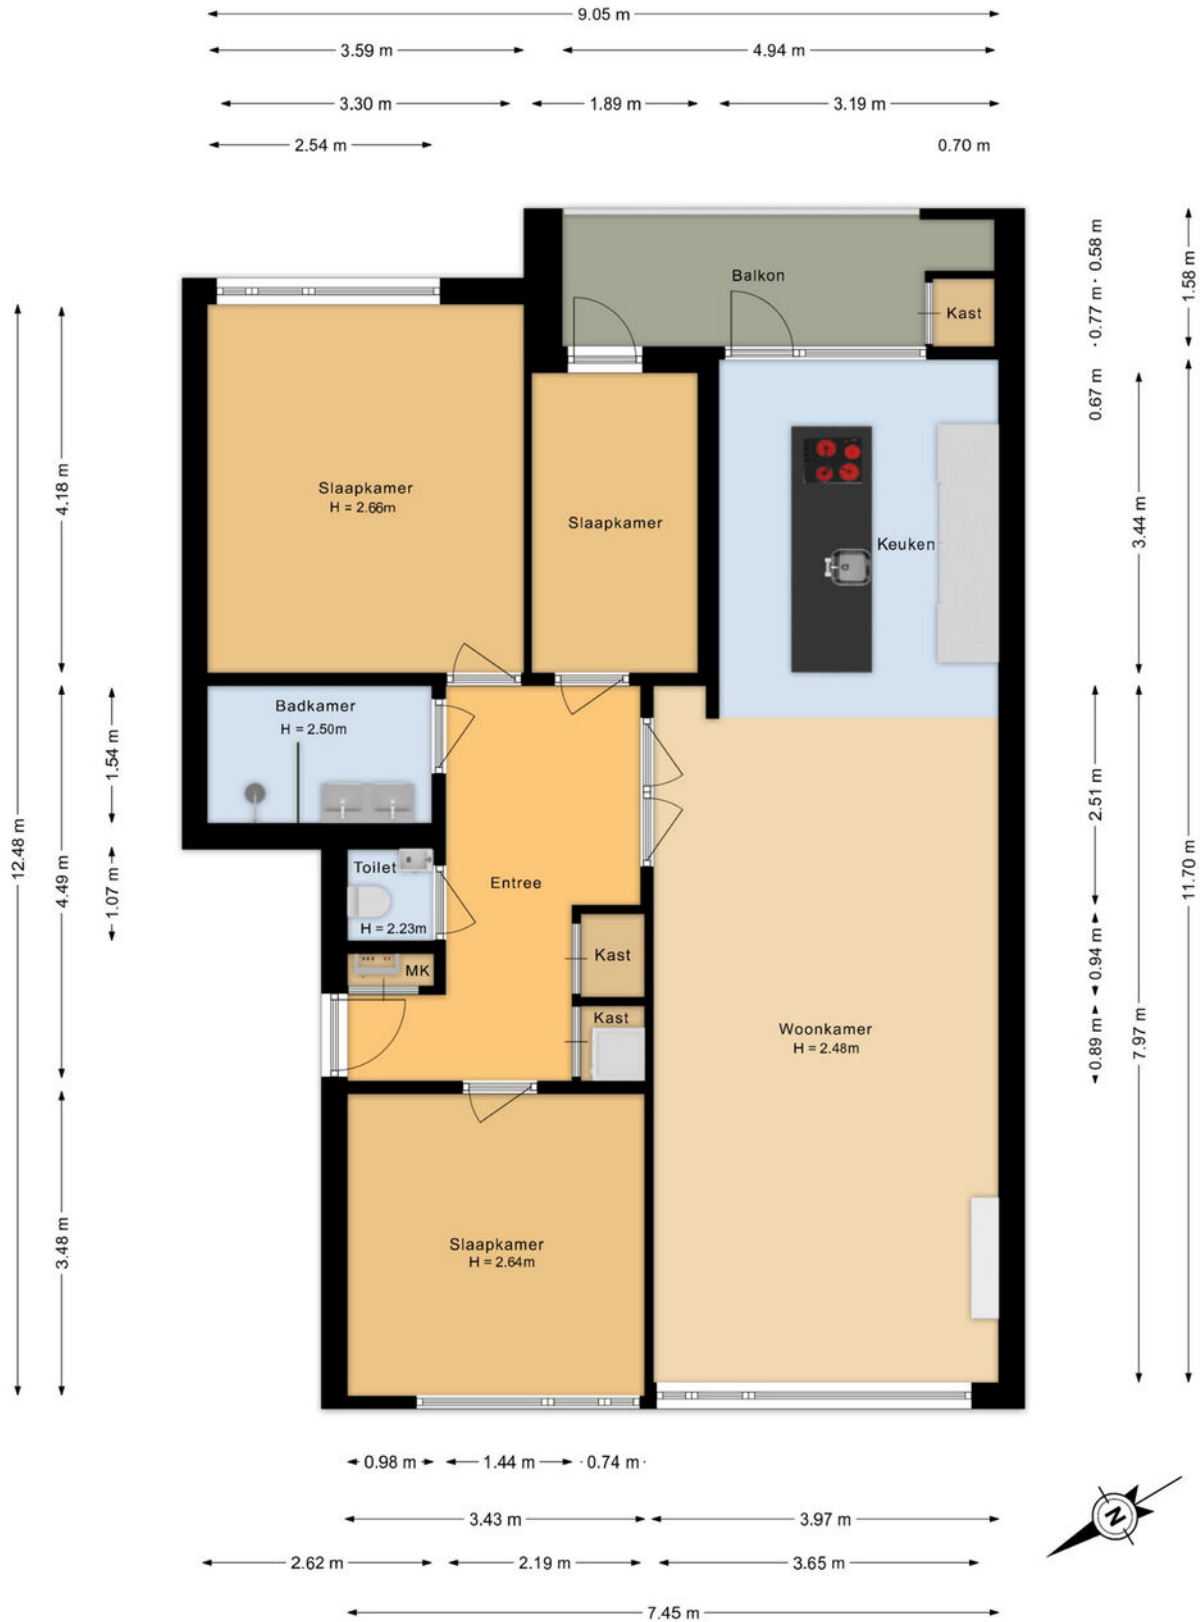 9.05 m
3.59 m
4.94 m
3.30 m
1.89 m
3.19 m
2.54 m
0.70 m
Balkon
Kast
0.58 m
0.77 m
0.67 m
1.58 m
Slaapkamer
H = 2.66m
Slaapkamer
Keuken
4.18 m
3.44 m
Badkamer
H = 2.50m
1.54 m
12.48 m
4.49 m
1.07 m
Toilet
H = 2.23m
Entree
MK
Kast
Kast
Woonkamer
H = 2.48m
2.51 m
0.94 m
0.89 m
7.97 m
11.70 m
Slaapkamer
H = 2.64m
3.48 m
0.98 m
1.44 m
0.74 m
3.43 m
3.97 m
2.62 m
2.19 m
3.65 m
7.45 m
N